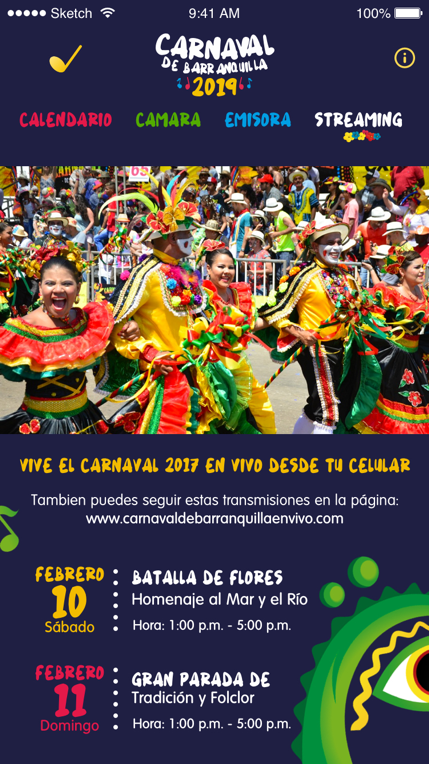 Sketch 9:41 AM 100%
CARNAVAL
DE BARRANQUILLA
2019
CALENDARIO CAMARA EMISORA STREAMING
65
VIVE EL CARNAVAL 2017 EN VIVO DESDE TU CELULAR
Tambien puedes seguir estas transmisiones en la página:
www.carnavaldebarranquillaenvivo.com
FEBRERO
10
Sábado
BATALLA DE FLORES
Homenaje al Mar y el Río
Hora: 1:00 p.m. - 5:00 p.m.
FEBRERO
11
Domingo
GRAN PARADA DE
Tradición y Folclor
Hora: 1:00 p.m. - 5:00 p.m.